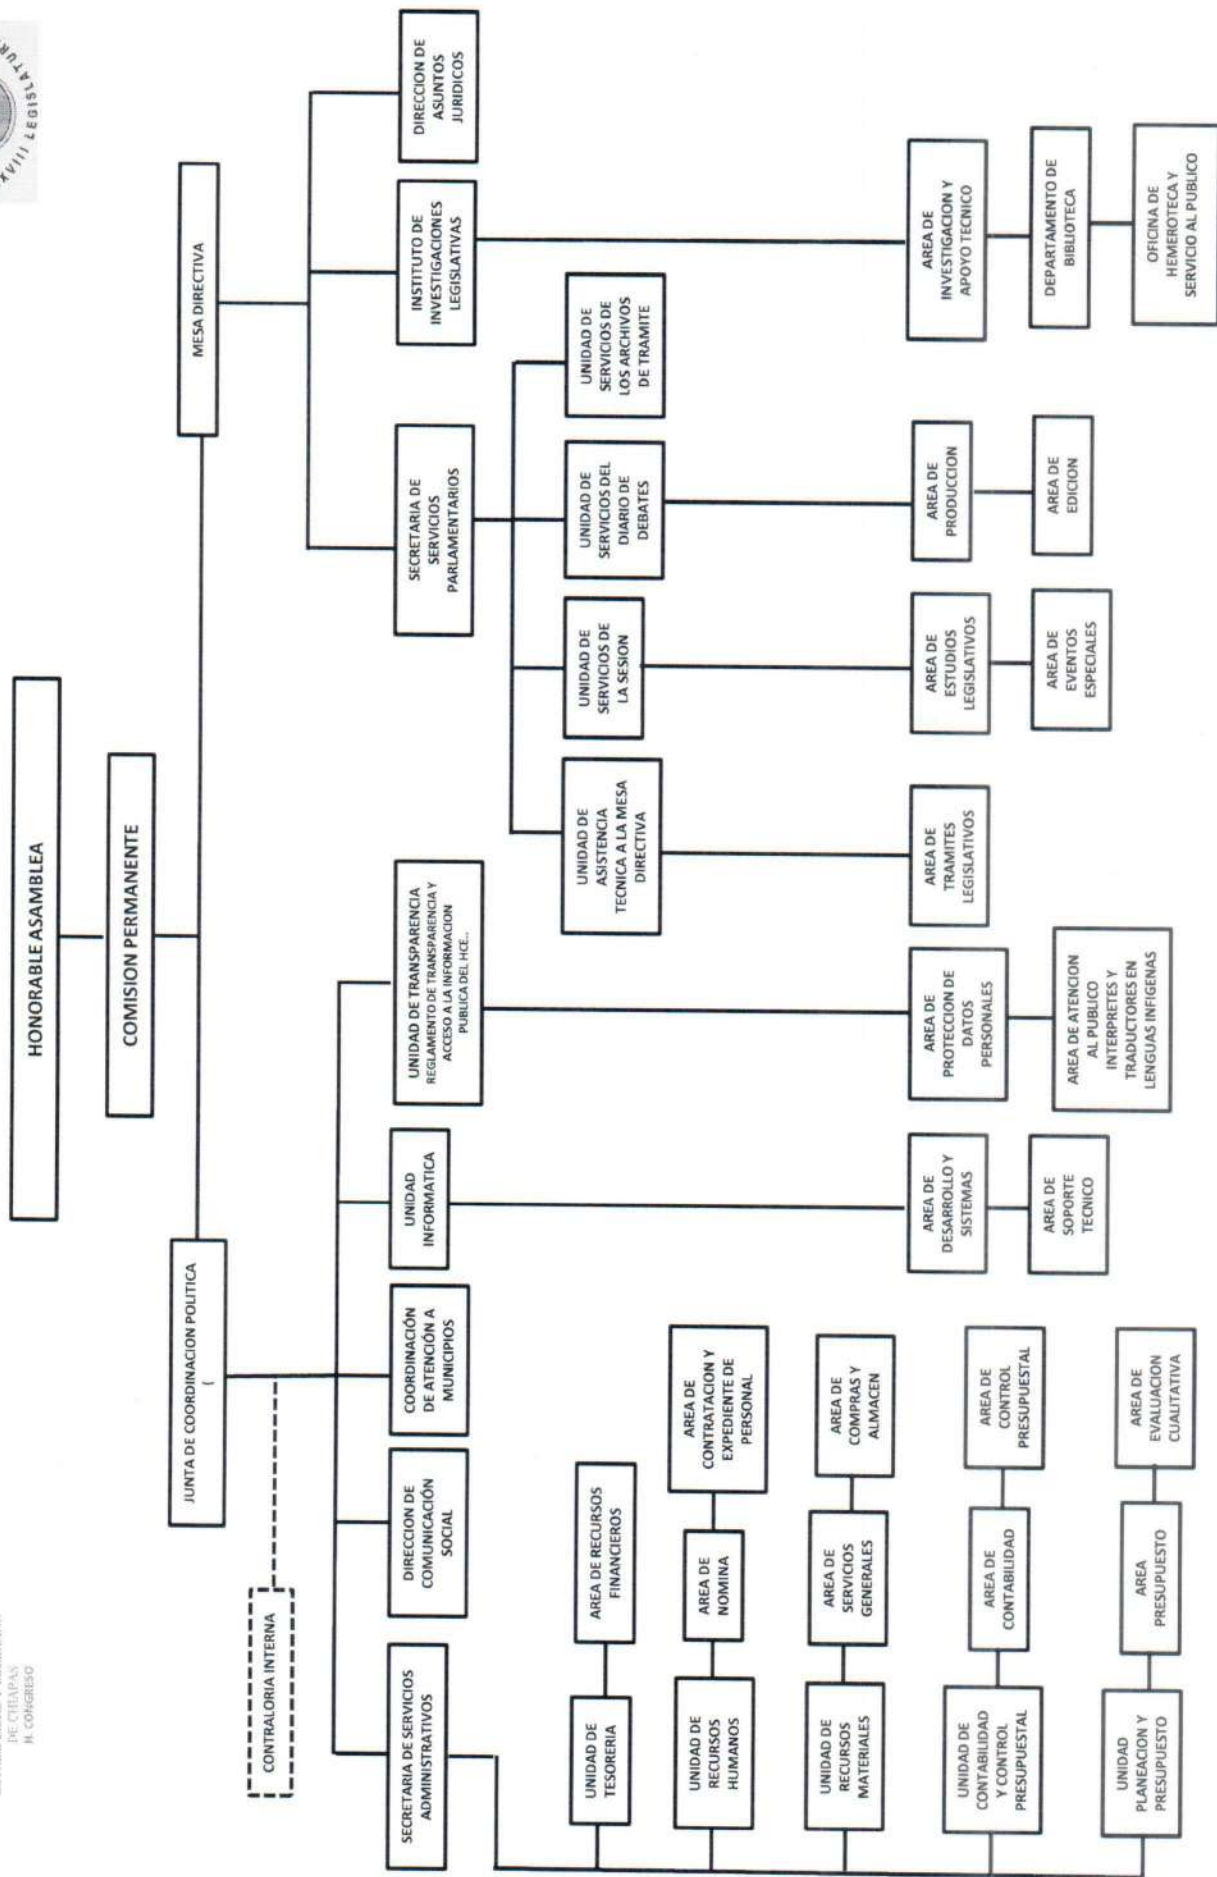 XVIII LEGISLATUR
DE CHIAPAS
H. CONGRESO
HONORABLE ASAMBLEA
COMISION PERMANENTE
JUNTA DE COORDINACION POLITICA
(
MESA DIRECTIVA
CONTRALORIA INTERNA
SECRETARIA DE SERVICIOS
ADMINISTRATIVOS
DIRECCION DE
COMUNICACIÓN
SOCIAL
COORDINACIÓN
DE ATENCIÓN A
MUNICIPIOS
UNIDAD
INFORMATICA
UNIDAD DE TRANSPARENCIA
REGLAMENTO DE TRANSPARENCIA Y
ACCESO A LA INFORMACION
PUBLICA DEL HCE..
SECRETARIA DE
SERVICIOS
PARLAMENTARIOS
INSTITUTO DE
INVESTIGACIONES
LEGISLATIVAS
DIRECCION DE
ASUNTOS
JURIDICOS
UNIDAD DE
ASISTENCIA
TECNICA A LA MESA
DIRECTIVA
UNIDAD DE
SERVICIOS DE
LA SESION
UNIDAD DE
SERVICIOS DEL
DIARIO DE
DEBATES
UNIDAD DE
SERVICIOS DE
LOS ARCHIVOS
DE TRAMITE
UNIDAD DE
TESORERIA
AREA DE RECURSOS
FINANCIEROS
UNIDAD DE
RECURSOS
HUMANOS
AREA DE
NOMINA
AREA DE
CONTRATACION Y
EXPEDIENTE DE
PERSONAL
UNIDAD DE
RECURSOS
MATERIALES
AREA DE
SERVICIOS
GENERALES
AREA DE
COMPRAS Y
ALMACEN
UNIDAD DE
CONTABILIDAD
Y CONTROL
PRESUPUESTAL
AREA DE
CONTABILIDAD
AREA DE
CONTROL
PRESUPUESTAL
UNIDAD
PLANEACION Y
PRESUPUESTO
AREA
PRESUPUESTO
AREA DE
EVALUACION
CUALITATIVA
AREA DE
DESARROLLO Y
SISTEMAS
AREA DE
SOPORTE
TECNICO
AREA DE
PROTECCION DE
DATOS
PERSONALES
AREA DE ATENCION
AL PUBLICO
INTERPRETES Y
TRADUCTORES EN
LENGUAS INFIGENAS
AREA DE
TRAMITES
LEGISLATIVOS
AREA DE
ESTUDIOS
LEGISLATIVOS
AREA DE
EVENTOS
ESPECIALES
AREA DE
PRODUCCION
AREA DE
EDICION
AREA DE
INVESTIGACION Y
APOYO TECNICO
DEPARTAMENTO DE
BIBLIOTECA
OFICINA DE
HEMEROTECA Y
SERVICIO AL PUBLICO